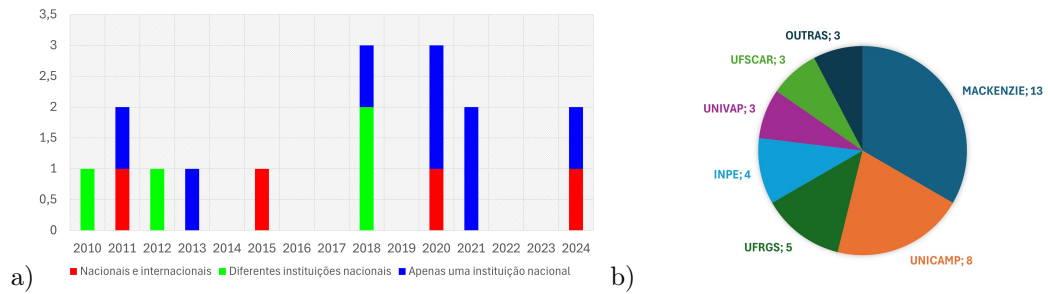 3,5
3
2,5
2
1,5
1
0,5
0
2010 2011 2012 2013 2014 2015 2016 2017 2018 2019 2020 2021 2022 2023 2024
Nacionais e internacionais Diferentes instituições nacionais Apenas uma instituição nacional
a)
OUTRAS; 3
UFSCAR; 3
MACKENZIE; 13
UNIVAP; 3
INPE; 4
UFRGS; 5
UNICAMP; 8
b)